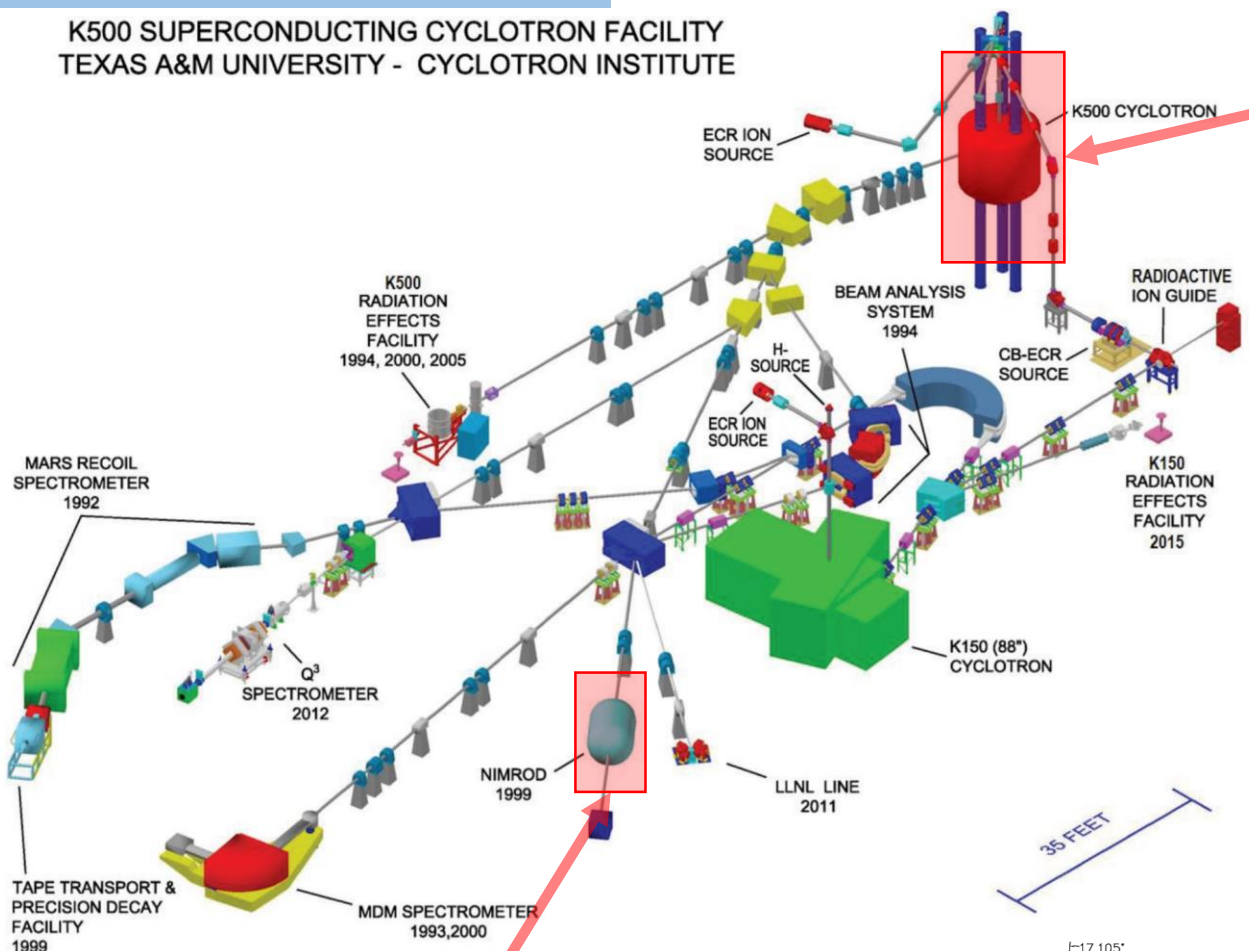 K500 SUPERCONDUCTING CYCLOTRON FACILITY
TEXAS A&M UNIVERSITY - CYCLOTRON INSTITUTE
ECR ION
SOURCE
K500 CYCLOTRON
K500
RADIATION
EFFECTS
FACILITY
1994, 2000, 2005
BEAM ANALYSIS
SYSTEM
1994
RADIOACTIVE
ION GUIDE
H-
SOURCE
CB-ECR
SOURCE
ECR ION
SOURCE
MARS RECOIL
SPECTROMETER
1992
K150
RADIATION
EFFECTS
FACILITY
2015
K150 (88")
CYCLOTRON
Q³
SPECTROMETER
2012
NIMROD
1999
LLNL LINE
2011
35 FEET
TAPE TRANSPORT &
PRECISION DECAY
FACILITY
1999
MDM SPECTROMETER
1993,2000
17.105"